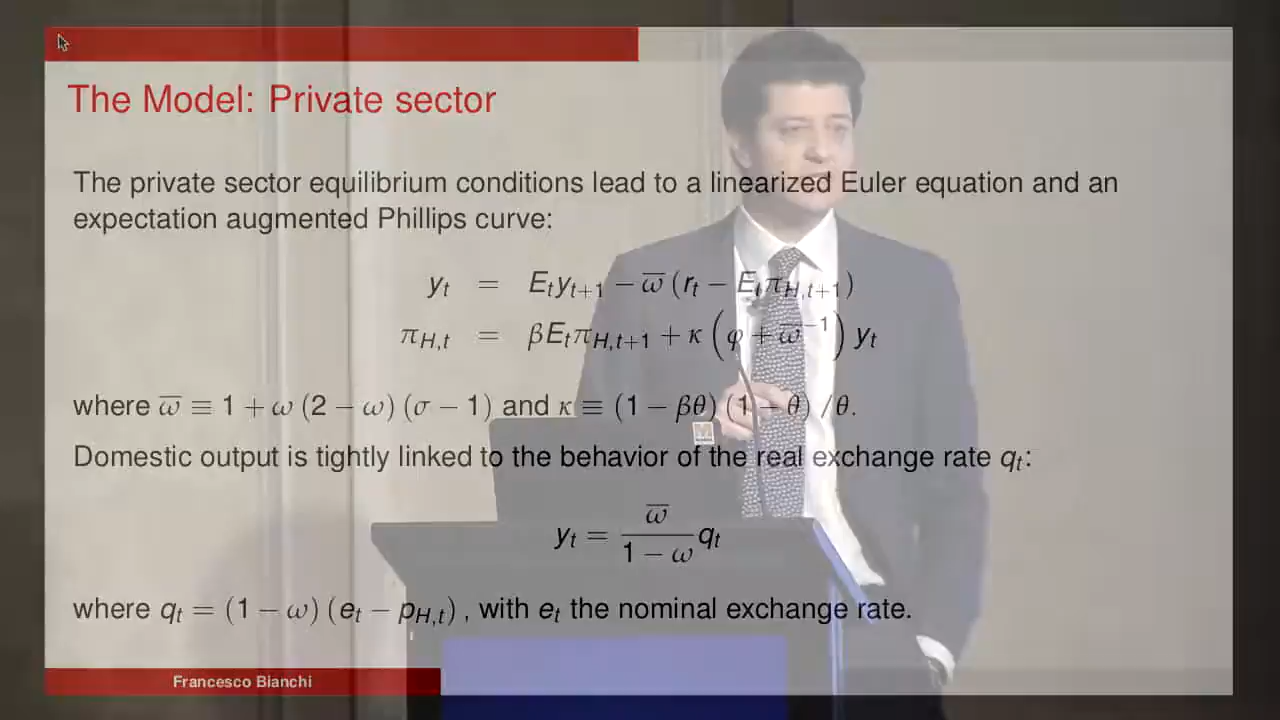 The Model: Private sector
The private sector equilibrium conditions lead to a linearized Euler equation and an
expectation augmented Phillips curve:
y_t = E_t y_{t+1} − ω̅ (r_t − E_t π_{H,t+1})
π_{H,t} = βE_t π_{H,t+1} + κ (φ + ω̅^{−1}) y_t
where ω̅ ≡ 1 + ω (2 − ω) (σ − 1) and κ ≡ (1 − βθ) (1 − θ) /θ.
Domestic output is tightly linked to the behavior of the real exchange rate q_t:
y_t = ω̅ / (1 − ω) q_t
where q_t = (1 − ω) (e_t − p_{H,t}) , with e_t the nominal exchange rate.
Francesco Bianchi